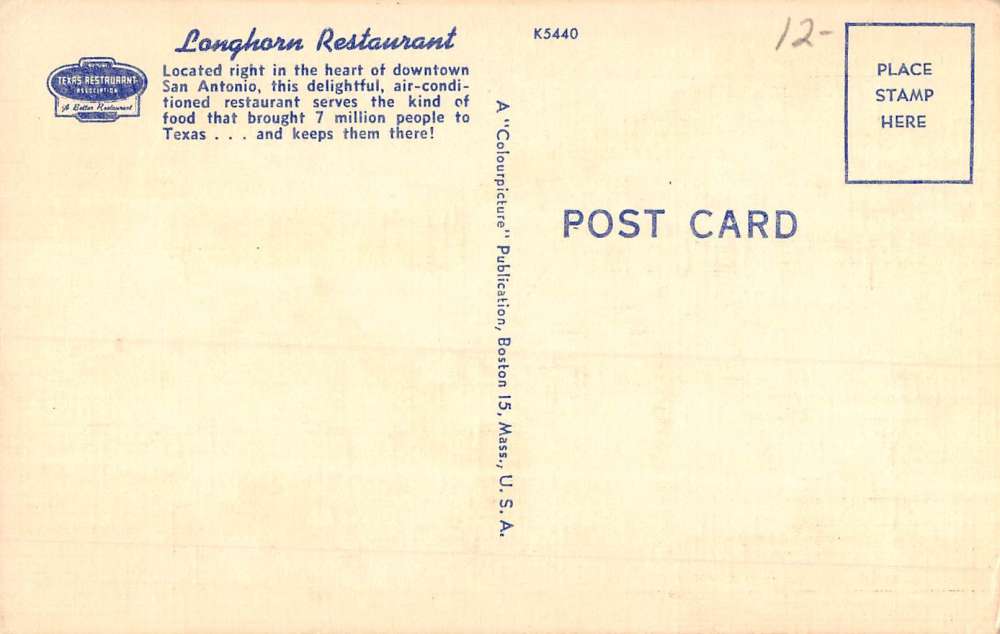 Longhorn Restaurant
Located right in the heart of downtown
San Antonio, this delightful, air-condi-
tioned restaurant serves the kind of
food that brought 7 million people to
Texas . . . and keeps them there!
TEXAS RESTAURANT
ASSOCIATION
A Better Restaurant
A "Colourpicture" Publication, Boston 15, Mass., U. S. A.
K5440
12-
PLACE
STAMP
HERE
POST CARD